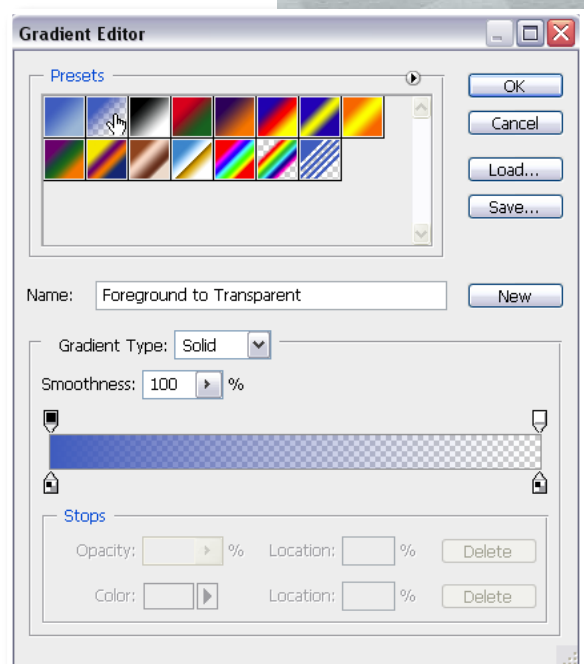 Gradient Editor
Presets
OK
Cancel
Load...
Save...
Name: Foreground to Transparent New
Gradient Type: Solid
Smoothness: 100 %
Stops
Opacity: % Location: % Delete
Color: Location: % Delete